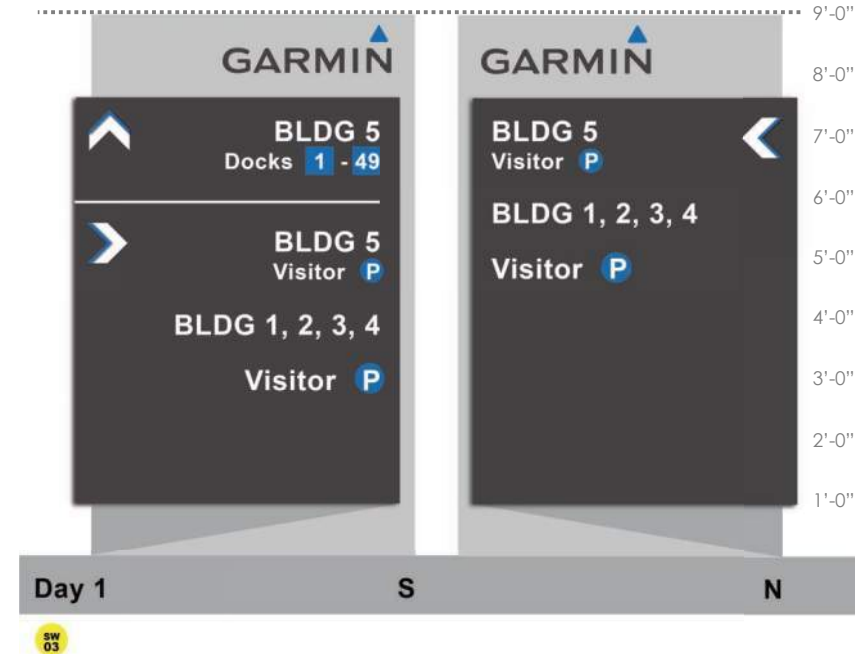 GARMIN
BLDG 5
Docks 1 - 49
BLDG 5
Visitor P
BLDG 1, 2, 3, 4
Visitor P
GARMIN
BLDG 5
Visitor P
BLDG 1, 2, 3, 4
Visitor P
9'-0"
8'-0"
7'-0"
6'-0"
5'-0"
4'-0"
3'-0"
2'-0"
1'-0"
Day 1 S N
SW
03